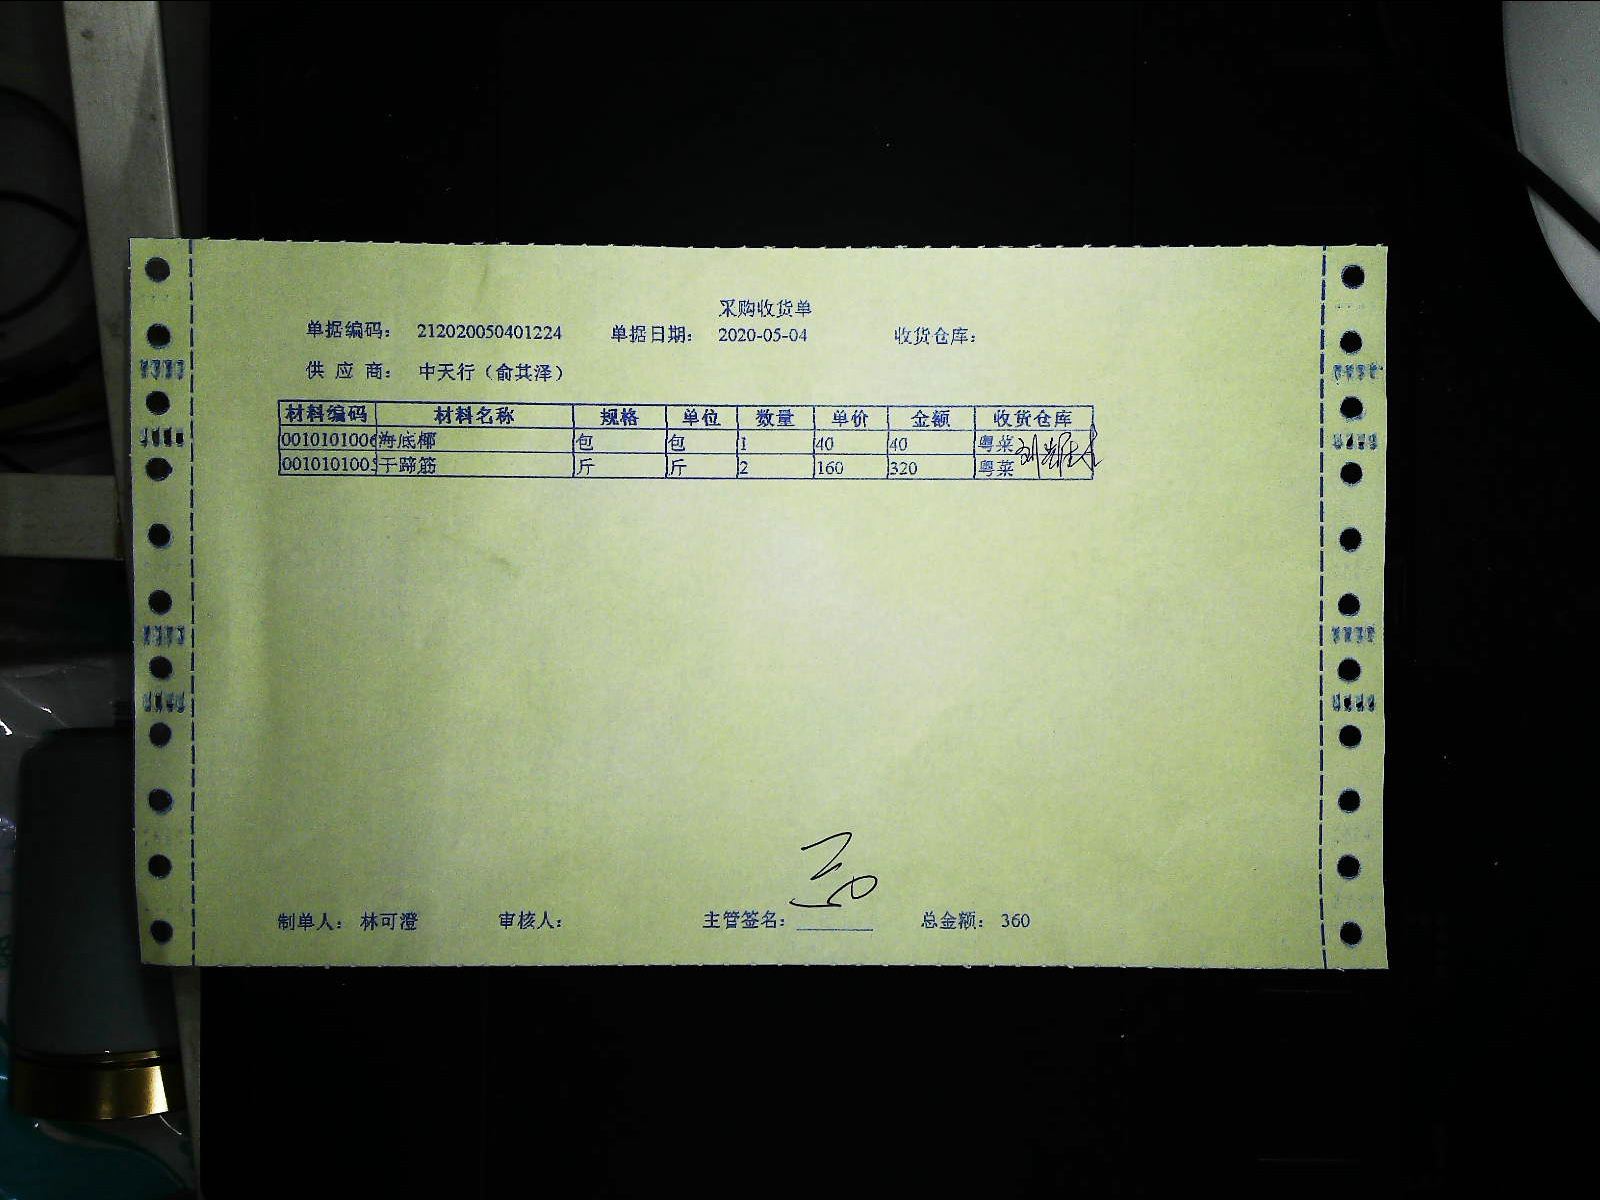 采购收货单
单据编码： 212020050401224 单据日期： 2020-05-04 收货仓库：
供 应 商： 中天行（俞其泽）
材料编码 材料名称 规格 单位 数量 单价 金额 收货仓库
0010101006 海底椰 包 包 1 40 40 粤菜
001010100 干蹄筋 斤 斤 2 160 320 粤菜
制单人： 林可澄 审核人： 主管签名： 总金额： 360